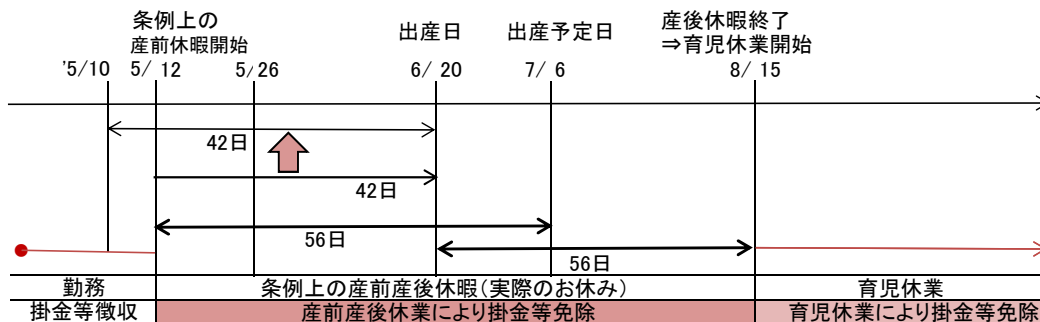 条例上の
産前休暇開始
出産日
出産予定日
産後休暇終了
⇒育児休業開始
'5/10
5/ 12
5/26
6/ 20
7/ 6
8/ 15
42日
42日
56日
56日
勤務
条例上の産前産後休暇(実際のお休み)
育児休業
掛金等徴収
産前産後休業により掛金等免除
育児休業により掛金等免除